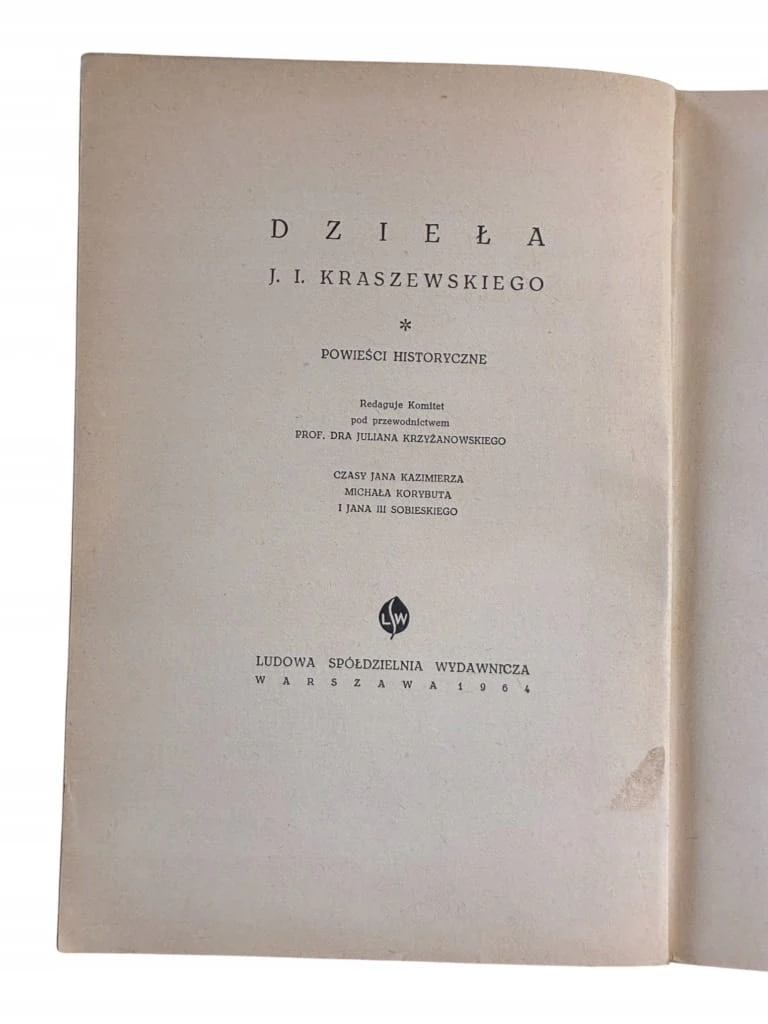 DZIEŁA
J. I. KRASZEWSKIEGO
*
POWIEŚCI HISTORYCZNE
Redaguje Komitet
pod przewodnictwem
PROF. DRA JULIANA KRZYŻANOWSKIEGO
CZASY JANA KAZIMIERZA
MICHAŁA KORYBUTA
I JANA III SOBIESKIEGO
LSW
LUDOWA SPÓŁDZIELNIA WYDAWNICZA
WARSZAWA 1964